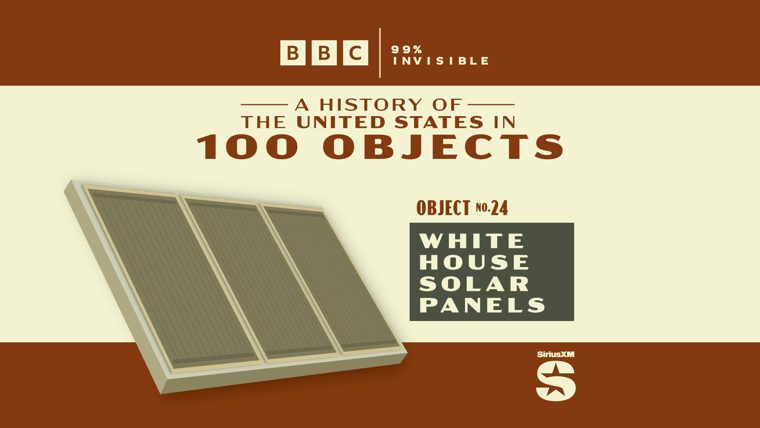 BBC
99%
INVISIBLE
A HISTORY OF
THE UNITED STATES IN
100 OBJECTS
OBJECT NO.24
WHITE
HOUSE
SOLAR
PANELS
SiriusXM
S